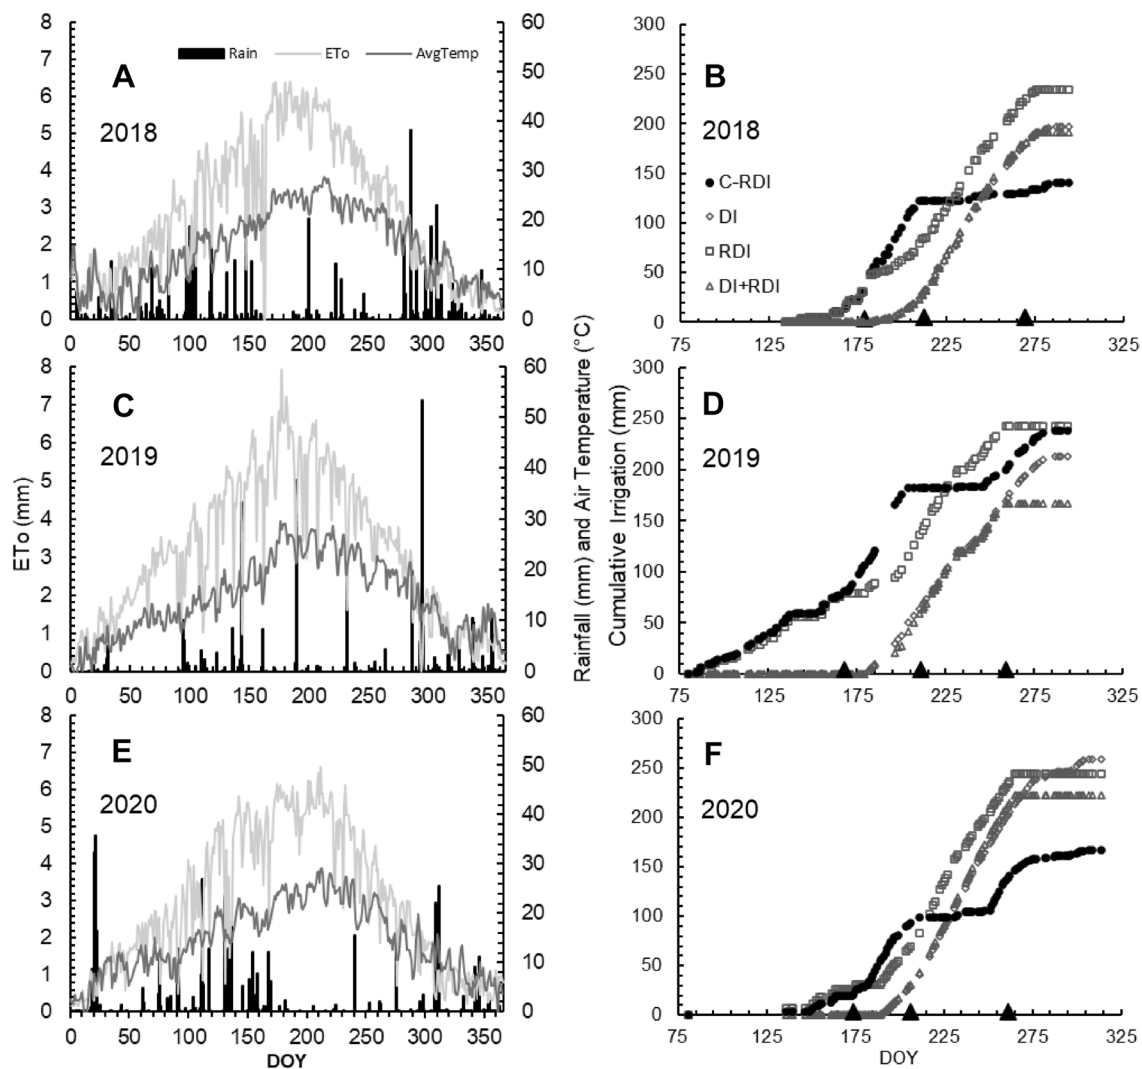 8 7 6 5 4 3 2 1 0
60 50 40 30 20 10 0
Rain ETo AvgTemp
A
2018
0 50 100 150 200 250 300 350
300 250 200 150 100 50 0
B
2018
C-RDI
DI
RDI
DI+RDI
75 125 175 225 275 325
8 7 6 5 4 3 2 1 0
60 50 40 30 20 10 0
C
2019
0 50 100 150 200 250 300 350
ETo (mm)
Rainfall (mm) and Air Temperature (°C)
Cumulative Irrigation (mm)
300 250 200 150 100 50 0
D
2019
75 125 175 225 275 325
8 7 6 5 4 3 2 1 0
60 50 40 30 20 10 0
E
2020
0 50 100 150 200 250 300 350
DOY
300 250 200 150 100 50 0
F
2020
75 125 175 225 275 325
DOY